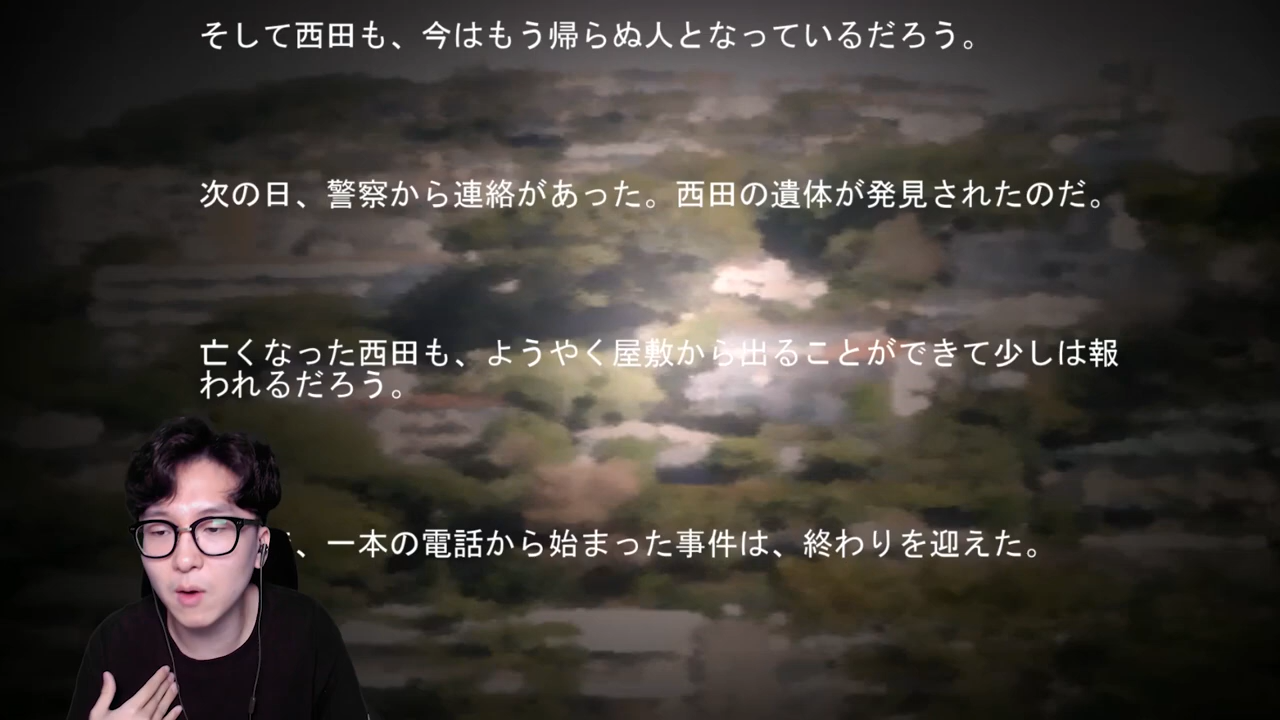 そして西田も、今はもう帰らぬ人となっているだろう。
次の日、警察から連絡があった。西田の遺体が発見されたのだ。
亡くなった西田も、ようやく屋敷から出ることができて少しは報
われるだろう。
、一本の電話から始まった事件は、終わりを迎えた。